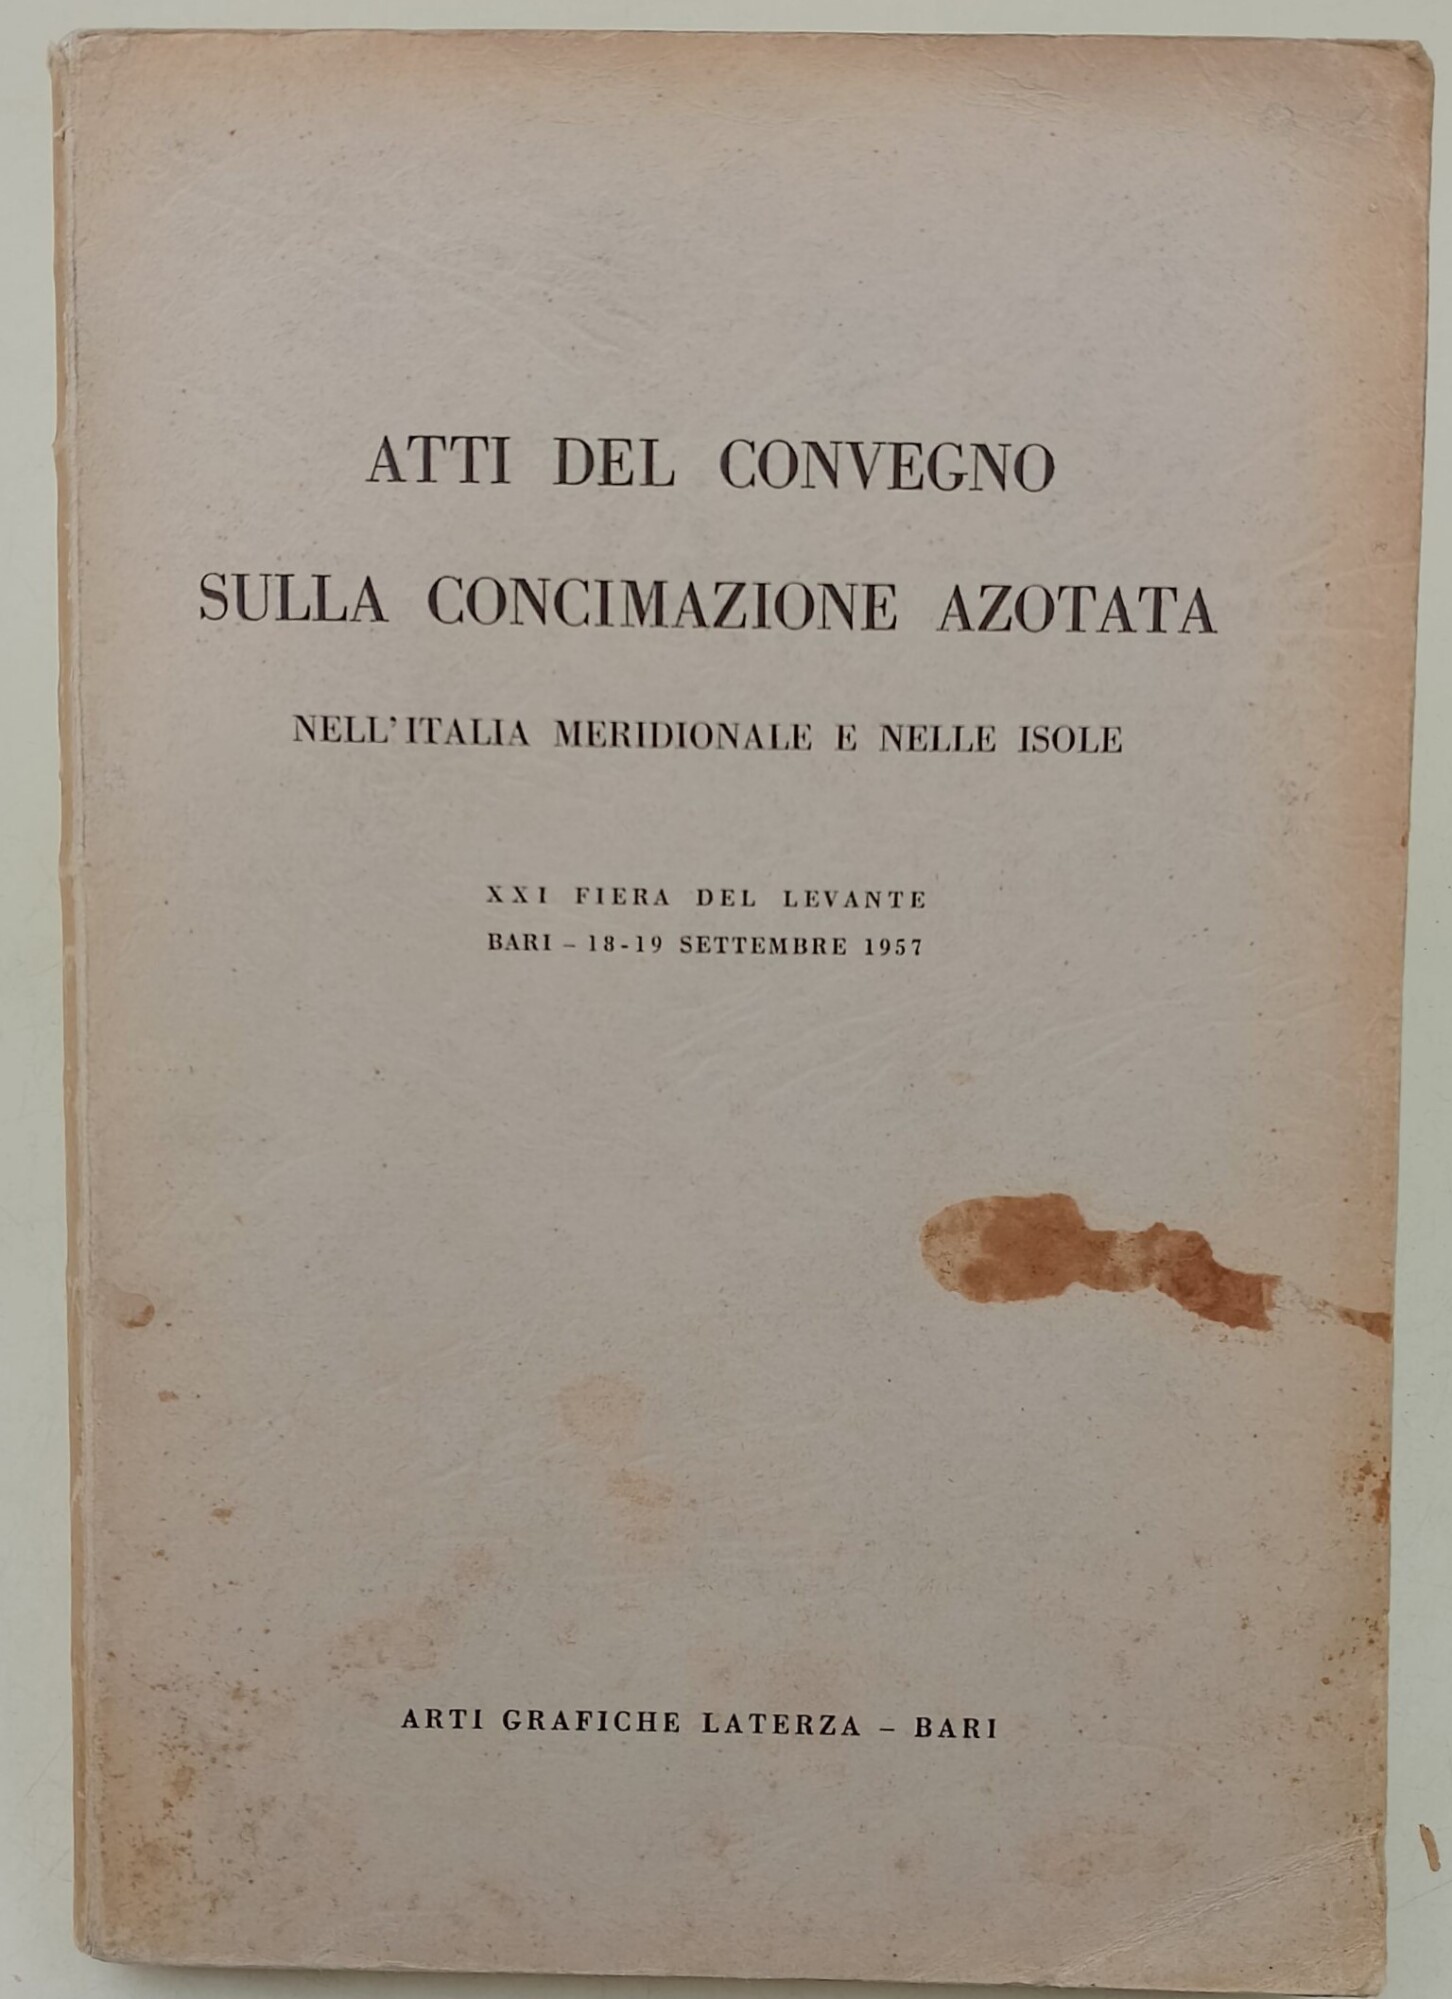 ATTI DEL CONVEGNO
SULLA CONCIMAZIONE AZOTATA
NELL'ITALIA MERIDIONALE E NELLE ISOLE
XXI FIERA DEL LEVANTE
BARI – 18-19 SETTEMBRE 1957
ARTI GRAFICHE LATERZA – BARI